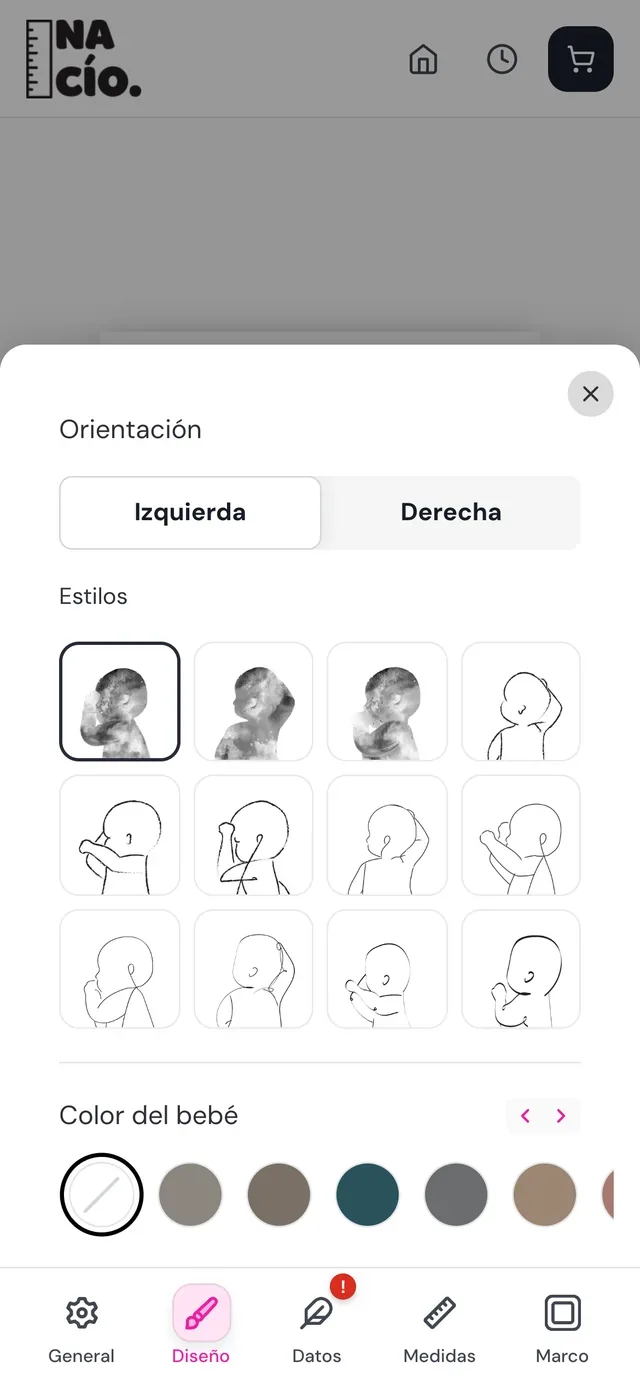 NA
cío.
Orientación
Izquierda Derecha
Estilos
Color del bebé
!
General Diseño Datos Medidas Marco